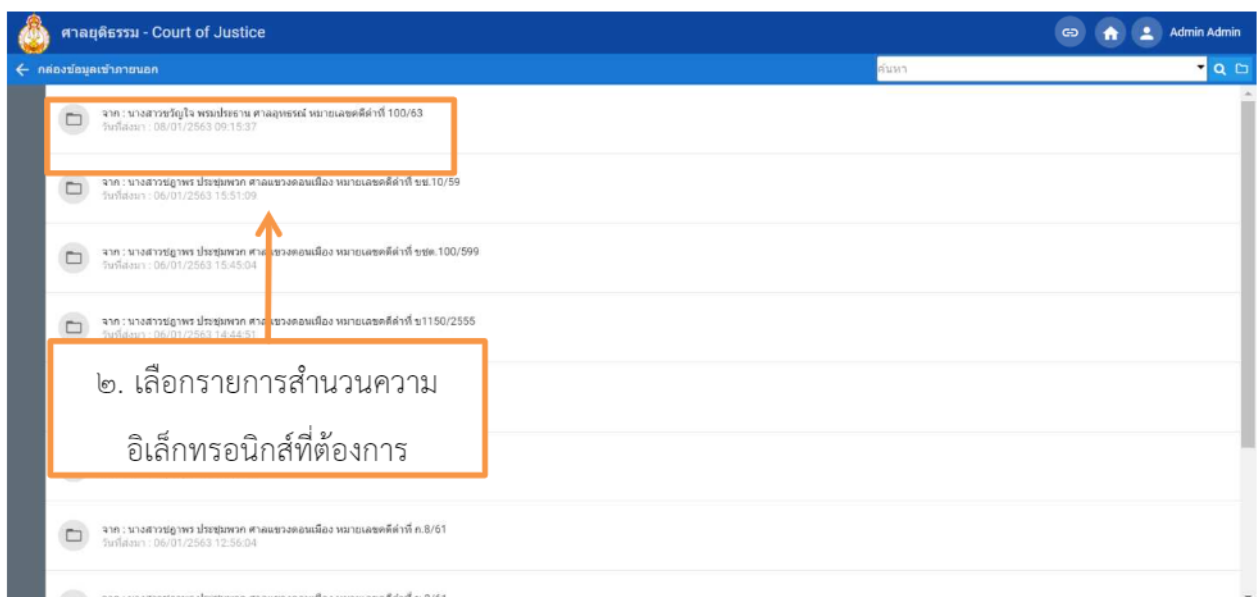 ศาลยุติธรรม - Court of Justice
Admin Admin
กล่องข้อมูลเข้าภายนอก
ค้นหา
จาก : นางสาวขวัญใจ พรมประธาน ศาลอุทธรณ์ หมายเลขคดีดำที่ 100/63
วันที่ส่งมา : 08/01/2563 09:15:37
จาก : นางสาวชฎาพร ประชุมพวก ศาลแขวงดอนเมือง หมายเลขคดีดำที่ ขช.10/59
วันที่ส่งมา : 06/01/2563 15:51:09
จาก : นางสาวชฎาพร ประชุมพวก ศาลแขวงดอนเมือง หมายเลขคดีดำที่ ขชต.100/599
วันที่ส่งมา : 06/01/2563 15:45:04
จาก : นางสาวชฎาพร ประชุมพวก ศาลแขวงดอนเมือง หมายเลขคดีดำที่ ข1150/2555
วันที่ส่งมา : 06/01/2563 14:44:51
๒. เลือกรายการสำนวนความ
อิเล็กทรอนิกส์ที่ต้องการ
จาก : นางสาวชฎาพร ประชุมพวก ศาลแขวงดอนเมือง หมายเลขคดีดำที่ ก.8/61
วันที่ส่งมา : 06/01/2563 12:56:04